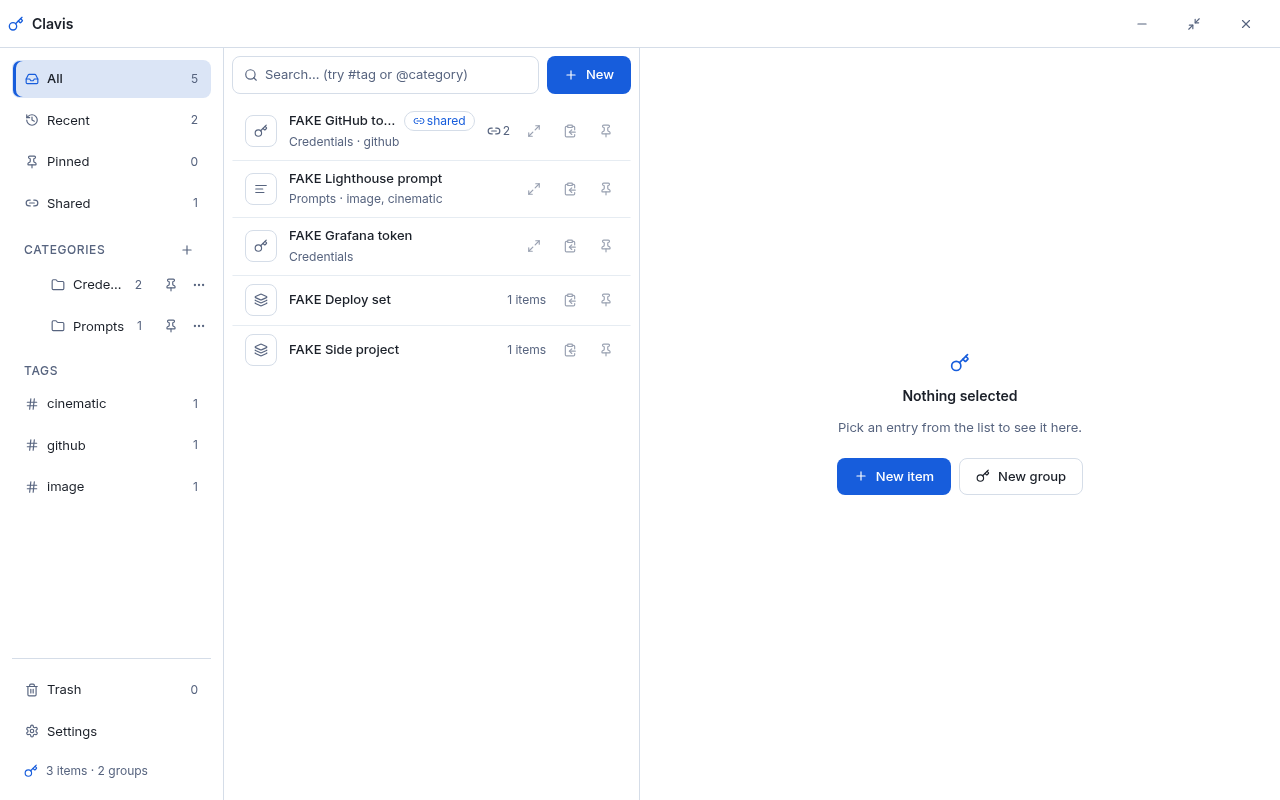 Clavis
All 5
Recent 2
Pinned 0
Shared 1
CATEGORIES
Crede... 2
Prompts 1
TAGS
cinematic 1
github 1
image 1
Trash 0
Settings
3 items · 2 groups
Search... (try #tag or @category)
New
FAKE GitHub to... shared 2
Credentials · github
FAKE Lighthouse prompt
Prompts · image, cinematic
FAKE Grafana token
Credentials
FAKE Deploy set 1 items
FAKE Side project 1 items
Nothing selected
Pick an entry from the list to see it here.
New item
New group